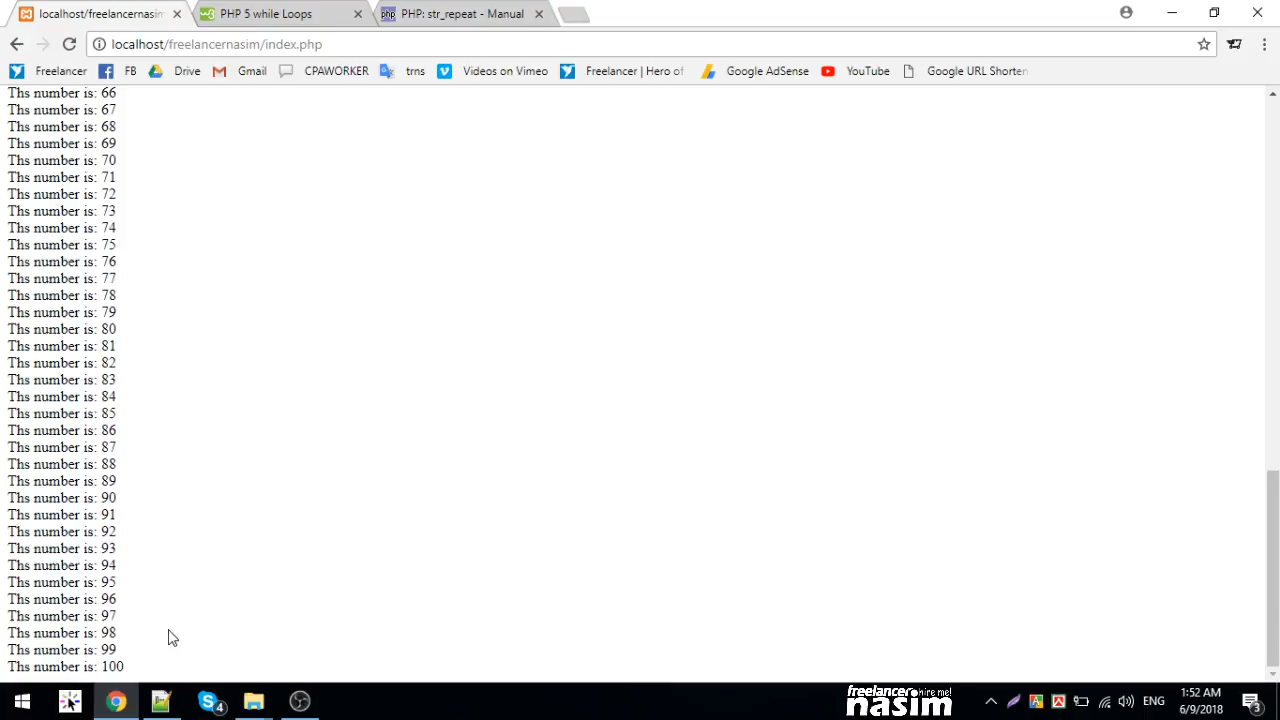 localhost/freelancernasim
PHP 5 while Loops
PHP: str_repeat - Manual
localhost/freelancernasim/index.php
Freelancer
FB
Drive
Gmail
CPAWORKER
trns
Videos on Vimeo
Freelancer | Hero of
Google AdSense
YouTube
Google URL Shorten
Ths number is: 66
Ths number is: 67
Ths number is: 68
Ths number is: 69
Ths number is: 70
Ths number is: 71
Ths number is: 72
Ths number is: 73
Ths number is: 74
Ths number is: 75
Ths number is: 76
Ths number is: 77
Ths number is: 78
Ths number is: 79
Ths number is: 80
Ths number is: 81
Ths number is: 82
Ths number is: 83
Ths number is: 84
Ths number is: 85
Ths number is: 86
Ths number is: 87
Ths number is: 88
Ths number is: 89
Ths number is: 90
Ths number is: 91
Ths number is: 92
Ths number is: 93
Ths number is: 94
Ths number is: 95
Ths number is: 96
Ths number is: 97
Ths number is: 98
Ths number is: 99
Ths number is: 100
4
freelancer hire me!
nasim
ENG
1:52 AM
6/9/2018
3